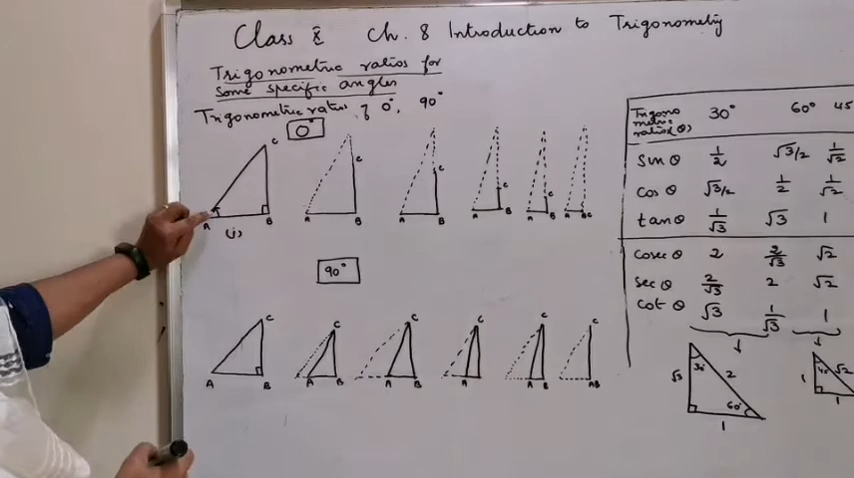 Class X Ch. 8 Introduction to Trigonometry
Trigonometric ratios for
some specific angles
Trigonometric ratios of 0°, 90°
0°
C C C C C C
A B A B A B A B A B A B C
(i)
90°
C C C C C C
A B A B A B A B A B AB
Trigono
metric
ratios(θ) 30° 60° 45
sin θ 1/2 √3/2 1/√2
cos θ √3/2 1/2 1/√2
tan θ 1/√3 √3 1
cosec θ 2 2/√3 √2
sec θ 2/√3 2 √2
cot θ √3 1/√3 1
√3 30° 2 60° 1
1 √2 1